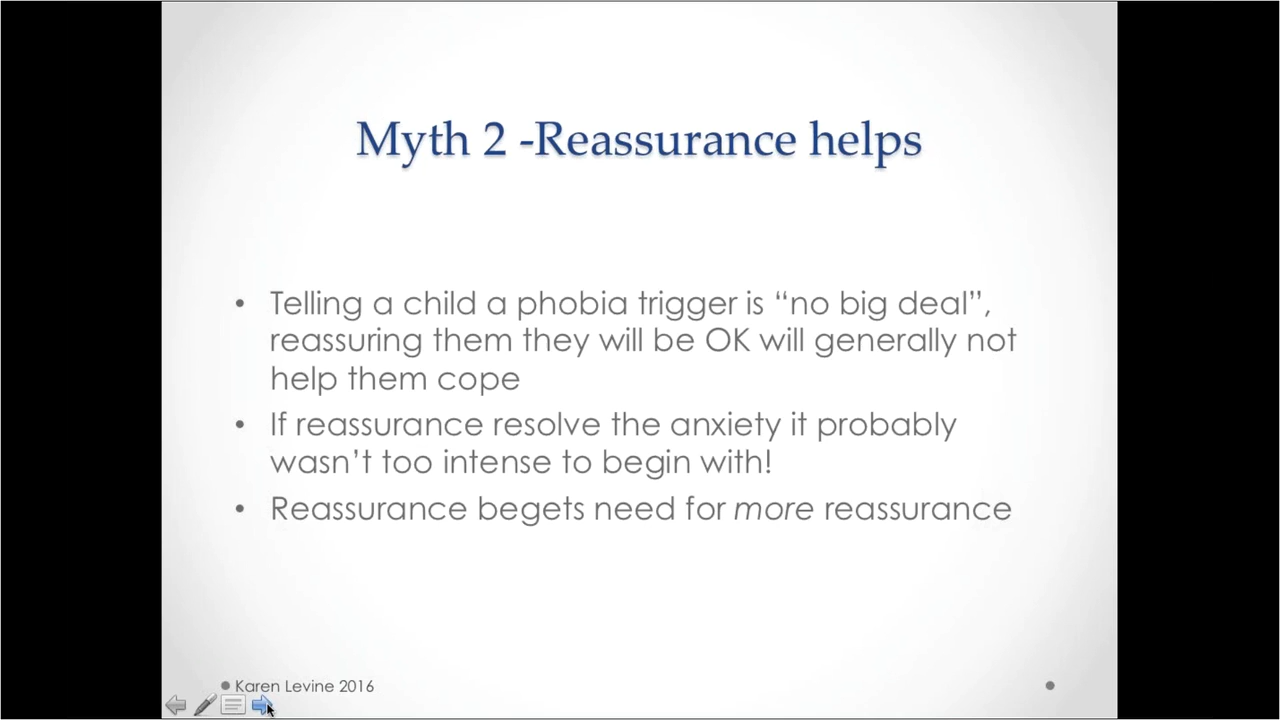 Myth 2 -Reassurance helps
• Telling a child a phobia trigger is “no big deal”,
reassuring them they will be OK will generally not
help them cope
• If reassurance resolve the anxiety it probably
wasn’t too intense to begin with!
• Reassurance begets need for more reassurance
Karen Levine 2016